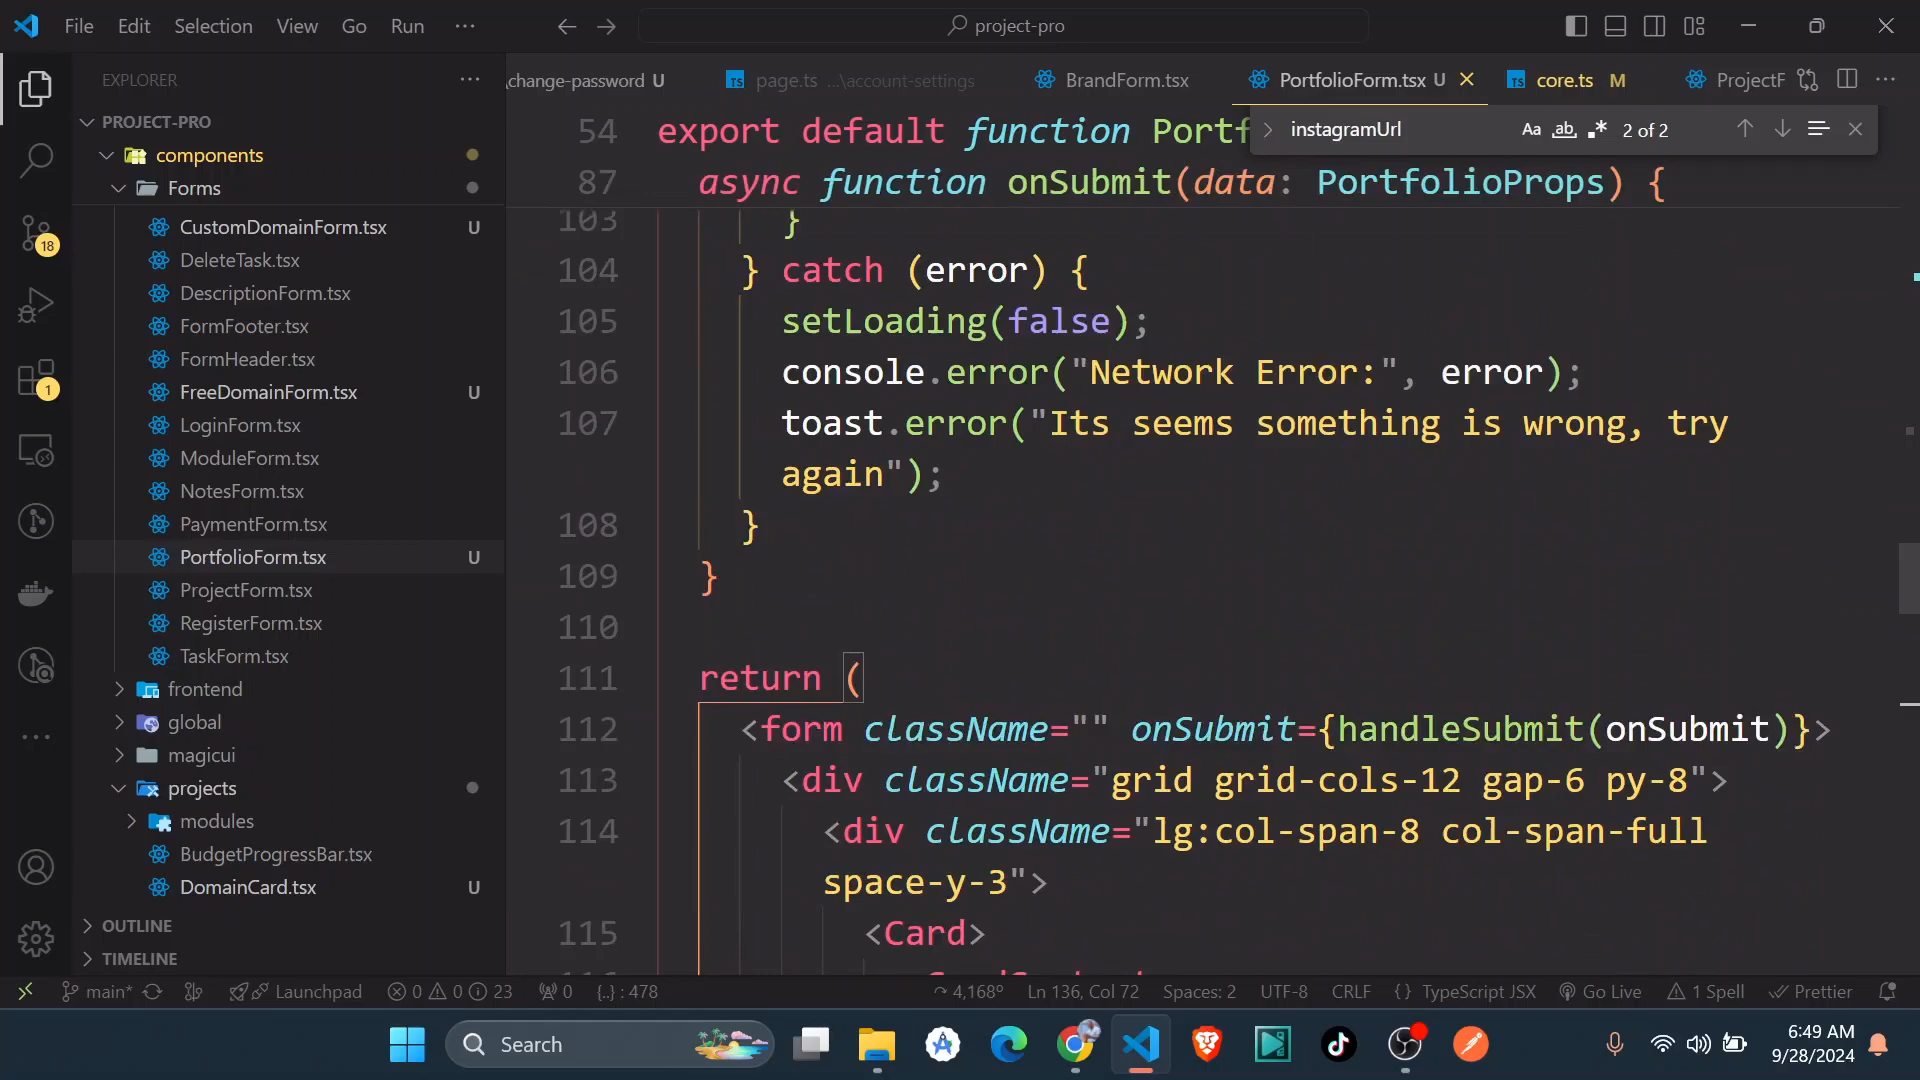 File Edit Selection View Go Run ··· project-pro
EXPLORER
PROJECT-PRO
components
Forms
CustomDomainForm.tsx U
DeleteTask.tsx
DescriptionForm.tsx
FormFooter.tsx
FormHeader.tsx
FreeDomainForm.tsx U
LoginForm.tsx
ModuleForm.tsx
NotesForm.tsx
PaymentForm.tsx
PortfolioForm.tsx U
ProjectForm.tsx
RegisterForm.tsx
TaskForm.tsx
frontend
global
magicui
projects
modules
BudgetProgressBar.tsx
DomainCard.tsx U
OUTLINE
TIMELINE
18
1
change-password U TS page.ts ...\account-settings BrandForm.tsx PortfolioForm.tsx U TS core.ts M ProjectF
instagramUrl Aa ab .* 2 of 2
54 export default function Portf
87 async function onSubmit(data: PortfolioProps) {
103 }
104 } catch (error) {
105 setLoading(false);
106 console.error("Network Error:", error);
107 toast.error("Its seems something is wrong, try
again");
108 }
109 }
110
111 return (
112 <form className="" onSubmit={handleSubmit(onSubmit)}>
113 <div className="grid grid-cols-12 gap-6 py-8">
114 <div className="lg:col-span-8 col-span-full
space-y-3">
115 <Card>
main* Launchpad 0 0 23 0 {..} : 478 4,168º Ln 136, Col 72 Spaces: 2 UTF-8 CRLF {} TypeScript JSX Go Live 1 Spell Prettier
Search
6:49 AM
9/28/2024